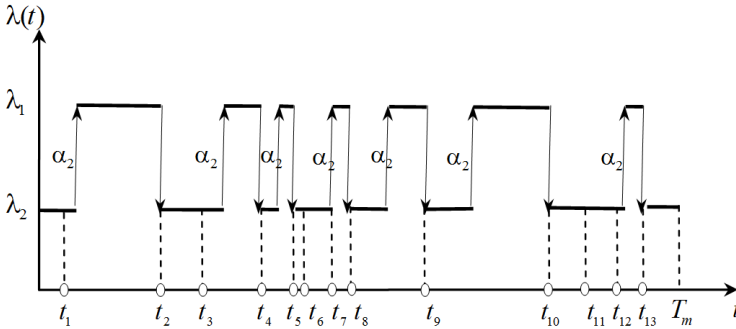 λ(t)
λ₁
α₂ α₂ α₂ α₂ α₂ α₂ α₂
λ₂
t₁ t₂ t₃ t₄ t₅ t₆ t₇ t₈ t₉ t₁₀ t₁₁ t₁₂ t₁₃ Tₘ t